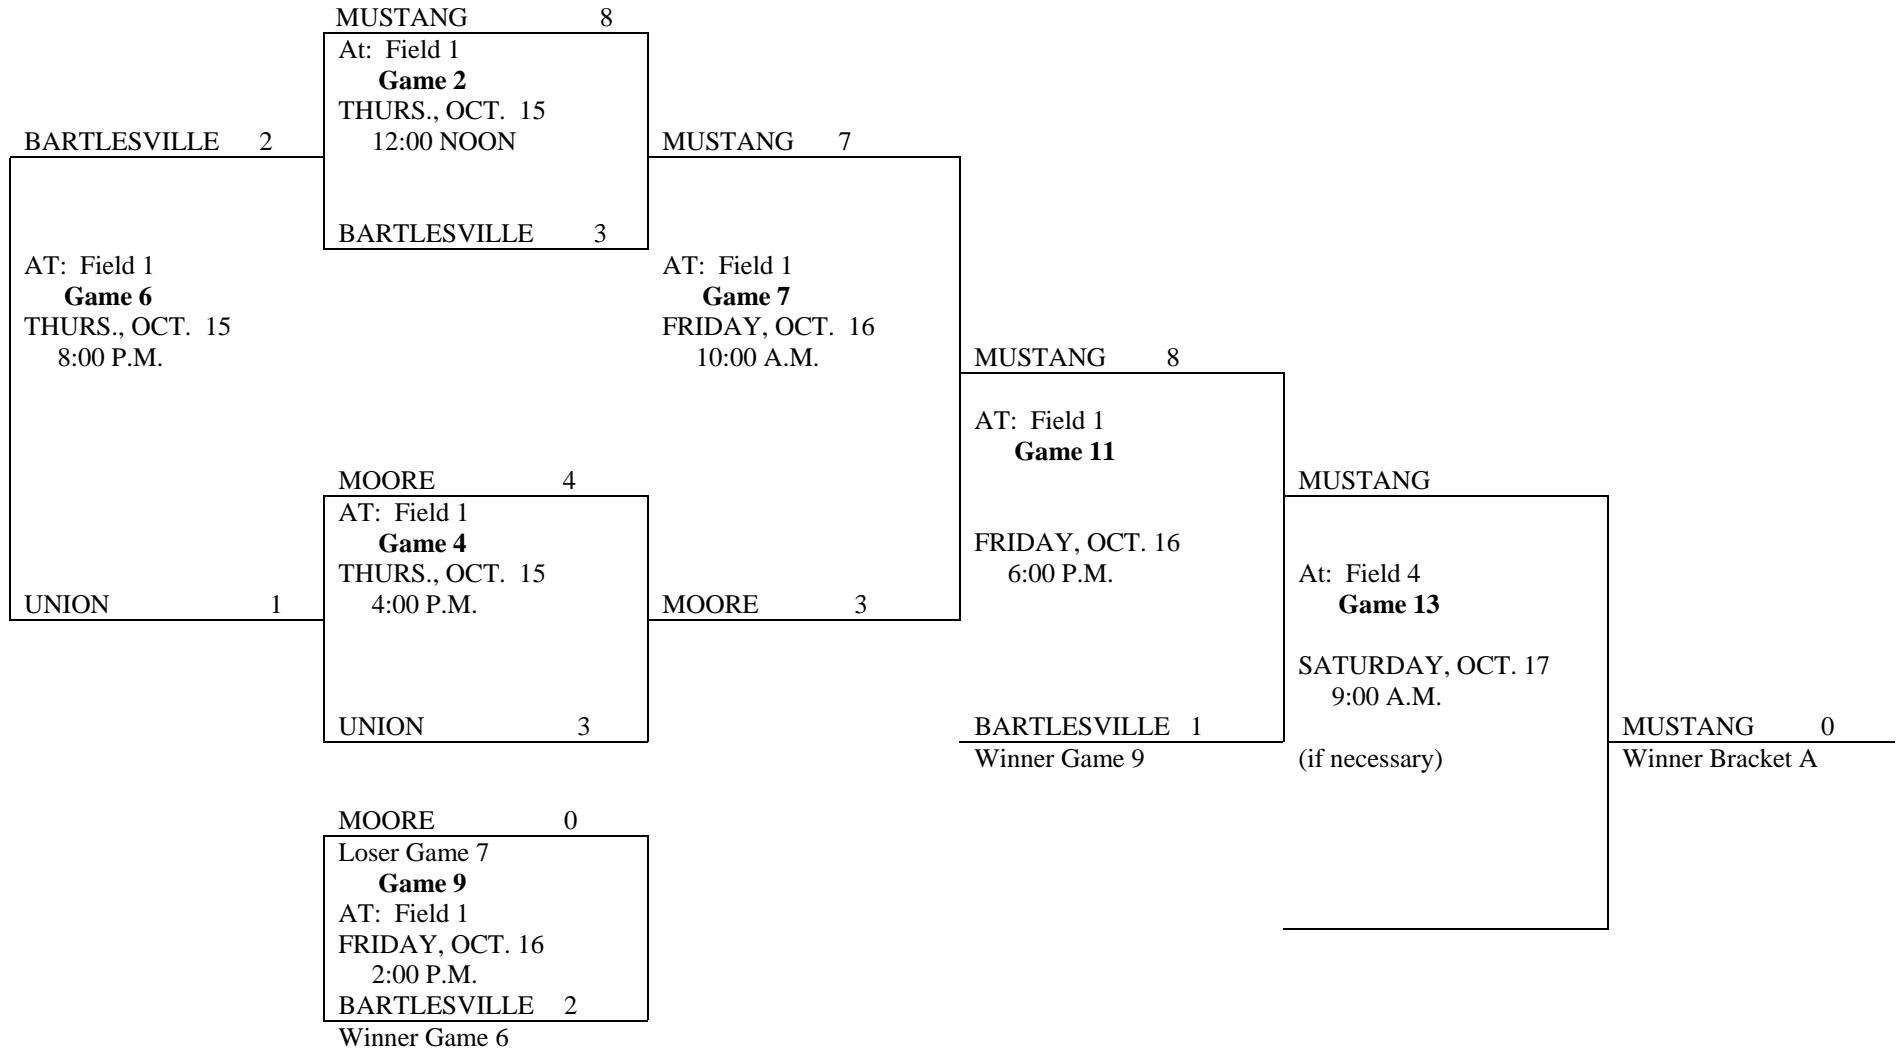 MUSTANG 8
At: Field 1
Game 2
THURS., OCT. 15
12:00 NOON
BARTLESVILLE 3
BARTLESVILLE 2
AT: Field 1
Game 6
THURS., OCT. 15
8:00 P.M.
UNION 1
MOORE 4
AT: Field 1
Game 4
THURS., OCT. 15
4:00 P.M.
UNION 3
MOORE 0
Loser Game 7
Game 9
AT: Field 1
FRIDAY, OCT. 16
2:00 P.M.
BARTLESVILLE 2
Winner Game 6
MUSTANG 7
AT: Field 1
Game 7
FRIDAY, OCT. 16
10:00 A.M.
MOORE 3
MUSTANG 8
AT: Field 1
Game 11
FRIDAY, OCT. 16
6:00 P.M.
BARTLESVILLE 1
Winner Game 9
MUSTANG
At: Field 4
Game 13
SATURDAY, OCT. 17
9:00 A.M.
(if necessary)
MUSTANG 0
Winner Bracket A